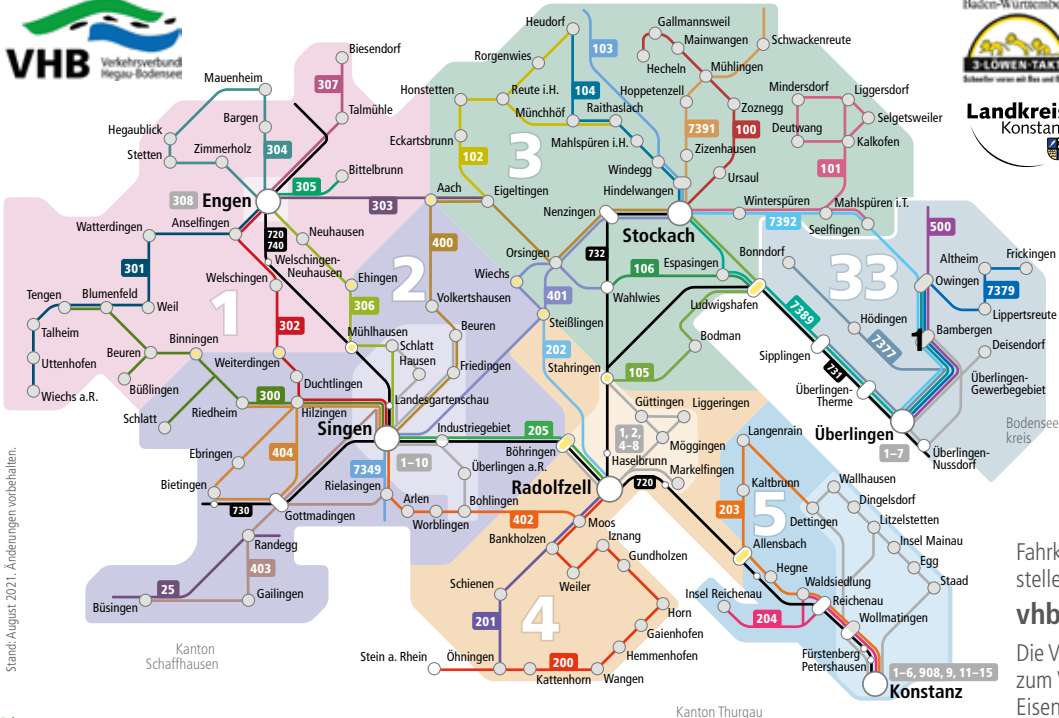 VHB
Verkehrsverbund
Hegau-Bodensee
Baden-Württemberg
3-LÖWEN-TAKT
Landkreis
Konstanz
Heudorf
103
Gallmannsweil
Mainwangen
Schwackenreute
Rorgenwies
Hecheln
Mühlingen
Biesendorf
307
Talmühle
Mauenheim
Bargen
Hegaublick
Zimmerholz
Stetten
304
305
Bittelbrunn
Honstetten
Reute i.H.
104
Münchhöf
Raithaslach
Hoppetenzell
Mahlspüren i.H.
7391
100
Zoznegg
Zizenhausen
Windegg
Ursaul
Hindelwangen
Mindersdorf
Liggersdorf
Selgetsweiler
Deutwang
Kalkofen
101
Eckartsbrunn
102
3
Aach
Eigeltingen
303
308
Engen
Anselfingen
Watterdingen
720
740
Neuhausen
Welschingen-
Neuhausen
Welschingen
301
Weil
Tengen
Blumenfeld
Talheim
Uttenhofen
Wiechs a.R.
Binningen
Beuren
Büßlingen
Weiterdingen
1
302
306
Ehingen
Mühlhausen
2
400
Volkertshausen
Beuren
Friedingen
Schlatt
Hausen
Landesgartenschau
Duchtlingen
300
Hilzingen
Riedheim
Schlatt
Nenzingen
Stockach
Winterspüren
Mahlspüren i.T.
7392
Seelfingen
Orsingen
Wiechs
401
Steißlingen
202
732
106
Espasingen
Wahlwies
Ludwigshafen
Bodman
105
Stahringen
Bonndorf
33
500
Altheim
Frickingen
Owingen
7379
Lippertsreute
Hödingen
Bambergen
1
Deisendorf
7389
7377
Sipplingen
731
Überlingen-
Therme
Überlingen-
Gewerbegebiet
Überlingen
1–7
Überlingen-
Nussdorf
Bodensee
kreis
Singen
Industriegebiet
205
1–10
Böhringen
Überlingen a.R.
Radolfzell
Güttingen
Liggeringen
1, 2,
4–8
Möggingen
Haselbrunn
Markelfingen
720
Langenrain
Kaltbrunn
5
203
Dettingen
Wallhausen
Dingelsdorf
Litzelstetten
Insel Mainau
Egg
Staad
Ebringen
404
Bietingen
730
Gottmadingen
7349
Rielasingen
Arlen
Worblingen
Bohlingen
402
Moos
Bankholzen
Iznang
Gundholzen
Weiler
Allensbach
Hegne
Waldsiedlung
Insel Reichenau
Reichenau
204
Wollmatingen
Fürstenberg
Petershausen
1–6, 908, 9, 11–15
Konstanz
Randegg
403
25
Büsingen
Gailingen
Schienen
201
4
Horn
Gaienhofen
Hemmenhofen
Stein a. Rhein
Öhningen
200
Kattenhorn
Wangen
Kanton
Schaffhausen
Kanton Thurgau
Stand: August 2021. Änderungen vorbehalten.
Fahrk
stelle
vhb
Die V
zum V
Eisen